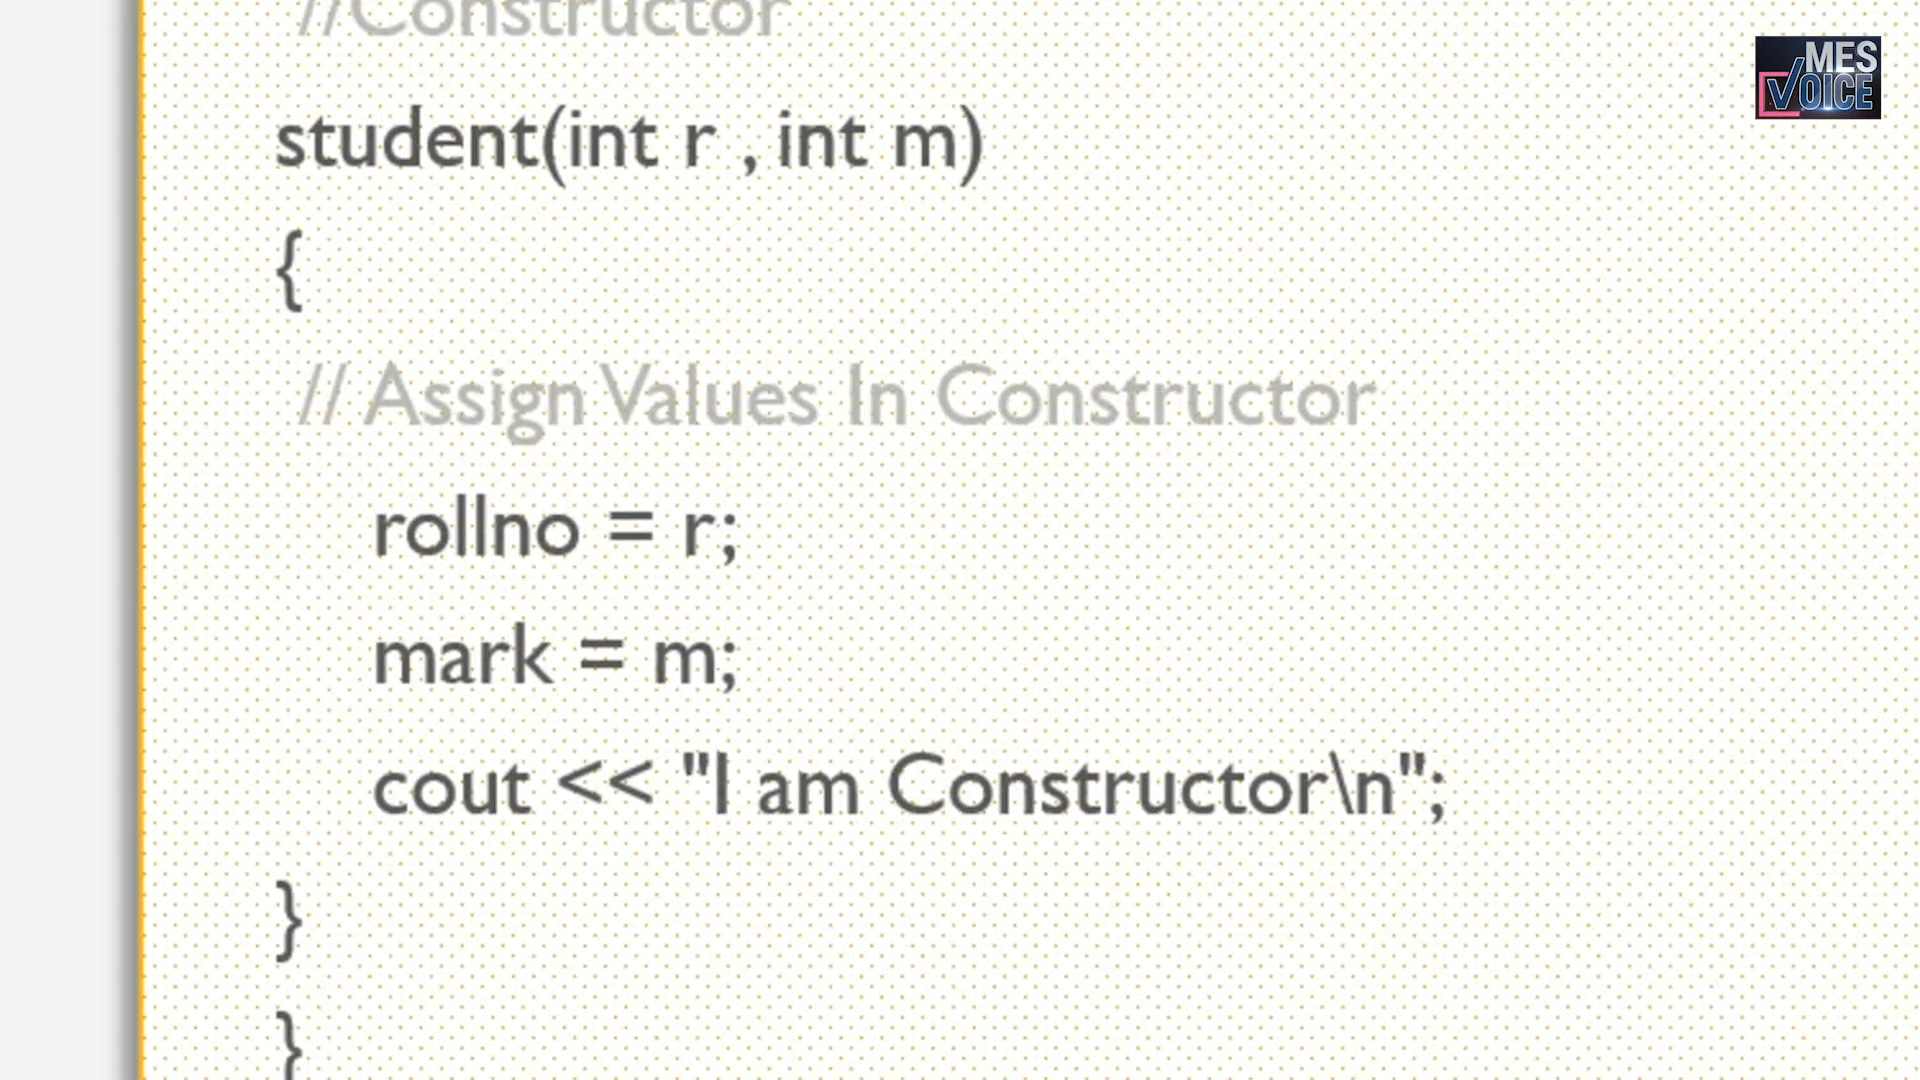 //Constructor
MES
VOICE
student(int r , int m)
{
// Assign Values In Constructor
rollno = r;
mark = m;
cout << "I am Constructor\n";
}
}